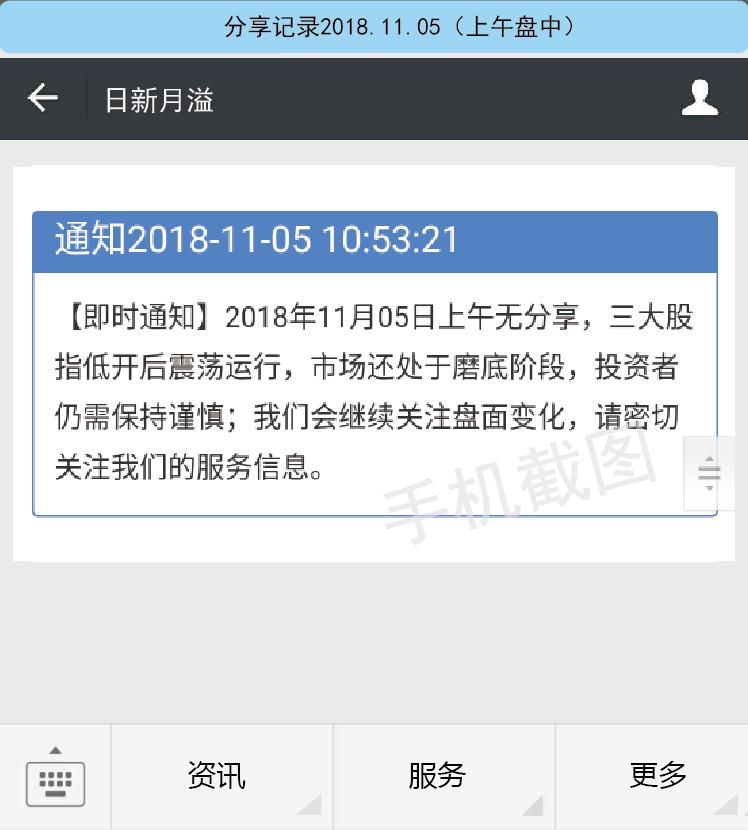 分享记录2018.11.05（上午盘中）
日新月溢
通知2018-11-05 10:53:21
【即时通知】2018年11月05日上午无分享，三大股
指低开后震荡运行，市场还处于磨底阶段，投资者
仍需保持谨慎；我们会继续关注盘面变化，请密切
关注我们的服务信息。
手机截图
资讯
服务
更多